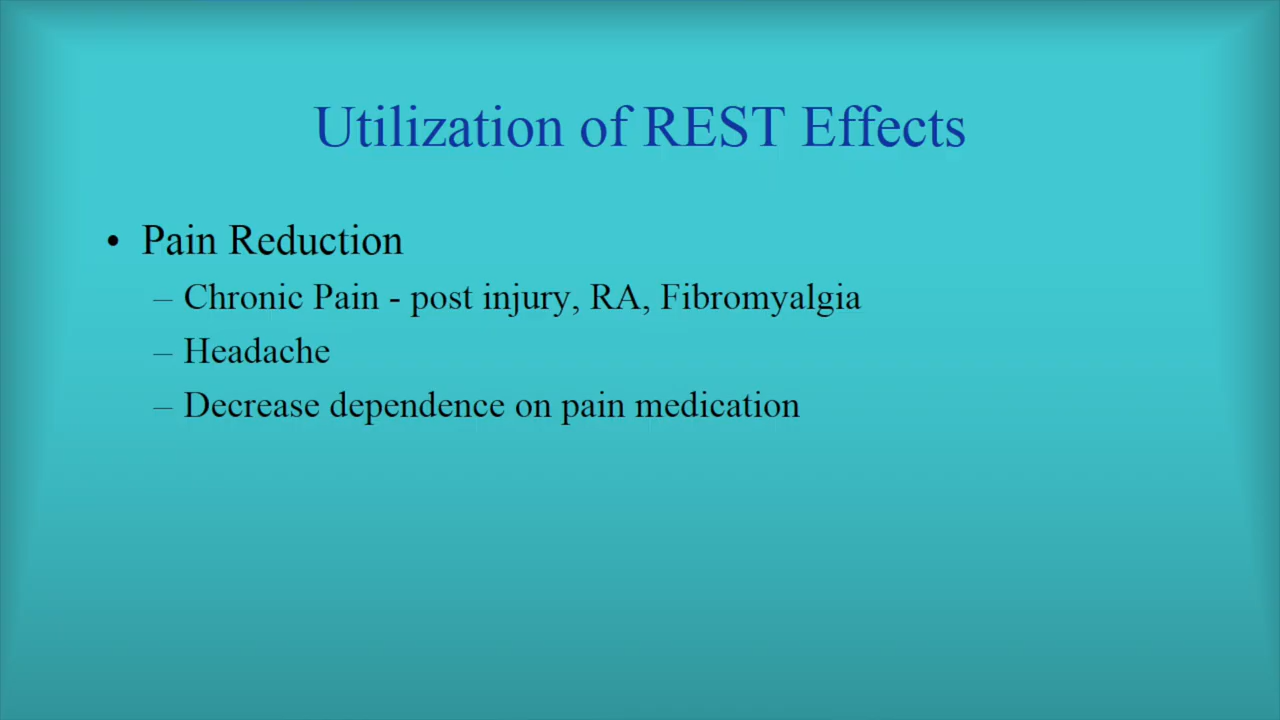 Utilization of REST Effects
• Pain Reduction
– Chronic Pain - post injury, RA, Fibromyalgia
– Headache
– Decrease dependence on pain medication